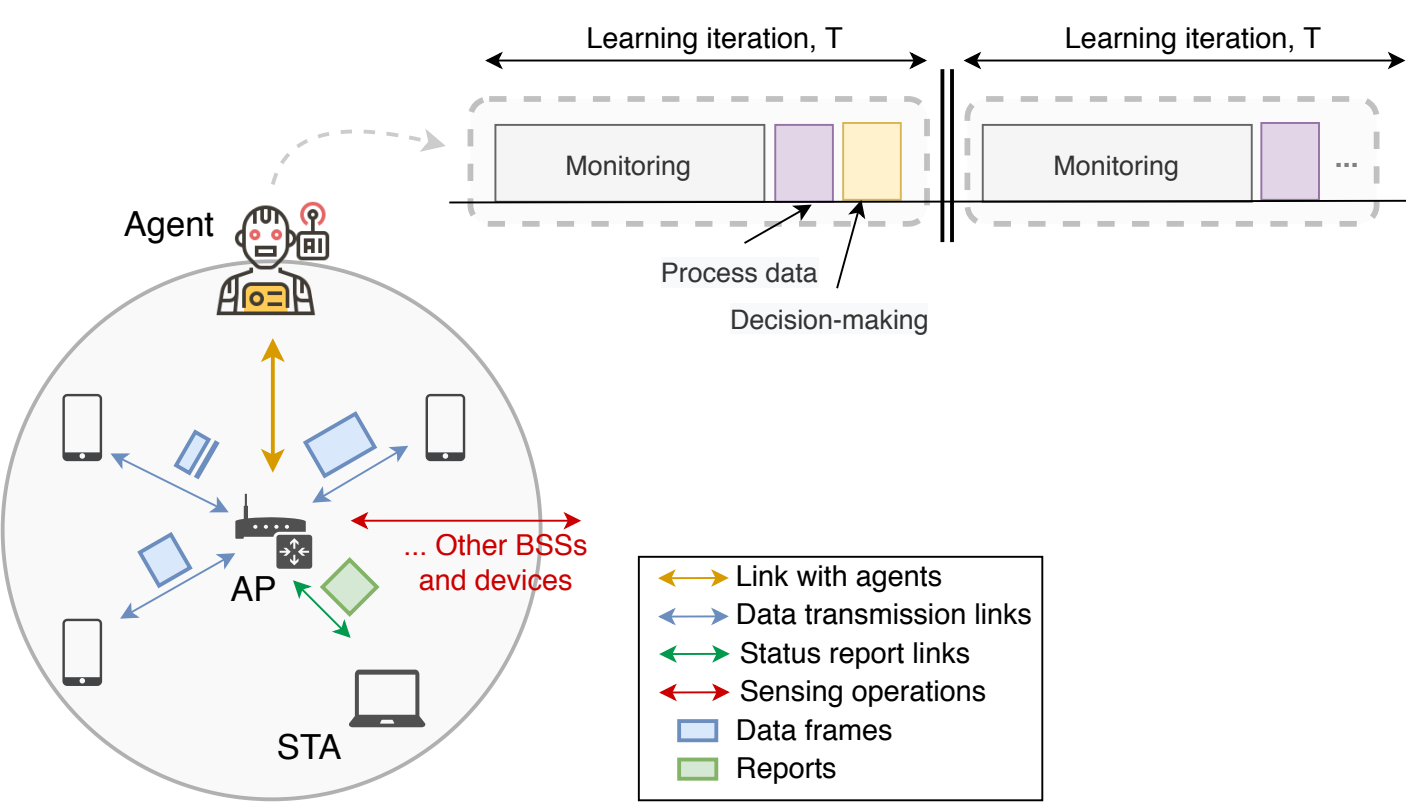 Learning iteration, T
Learning iteration, T
Monitoring
Monitoring
...
Process data
Decision-making
Agent
AI
... Other BSSs
and devices
AP
STA
Link with agents
Data transmission links
Status report links
Sensing operations
Data frames
Reports